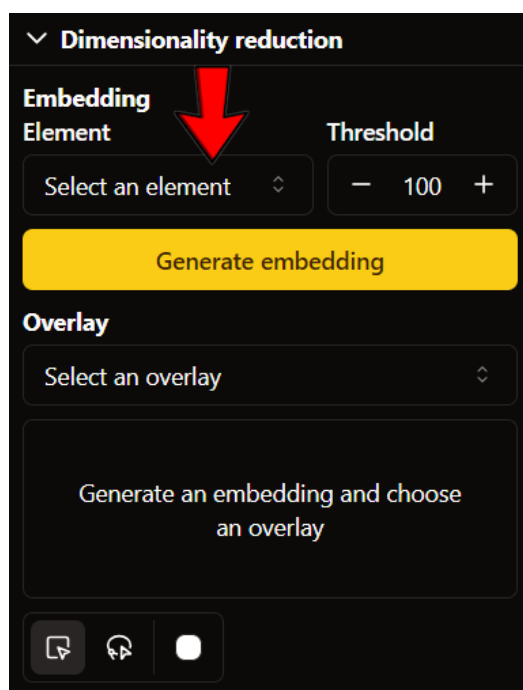 Dimensionality reduction
Embedding
Element Threshold
Select an element − 100 +
Generate embedding
Overlay
Select an overlay
Generate an embedding and choose
an overlay